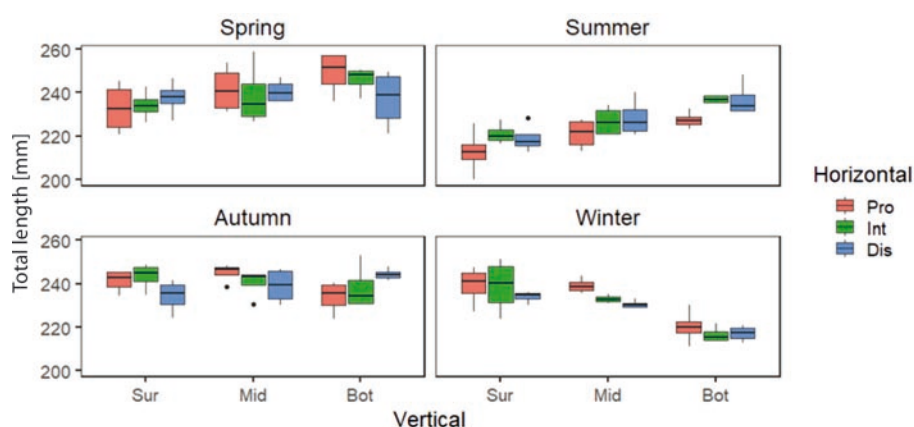 Spring
Summer
260
240
220
200
Total length [mm]
Horizontal
Pro
Int
Dis
Autumn
Winter
260
240
220
200
Sur
Mid
Bot
Sur
Mid
Bot
Vertical